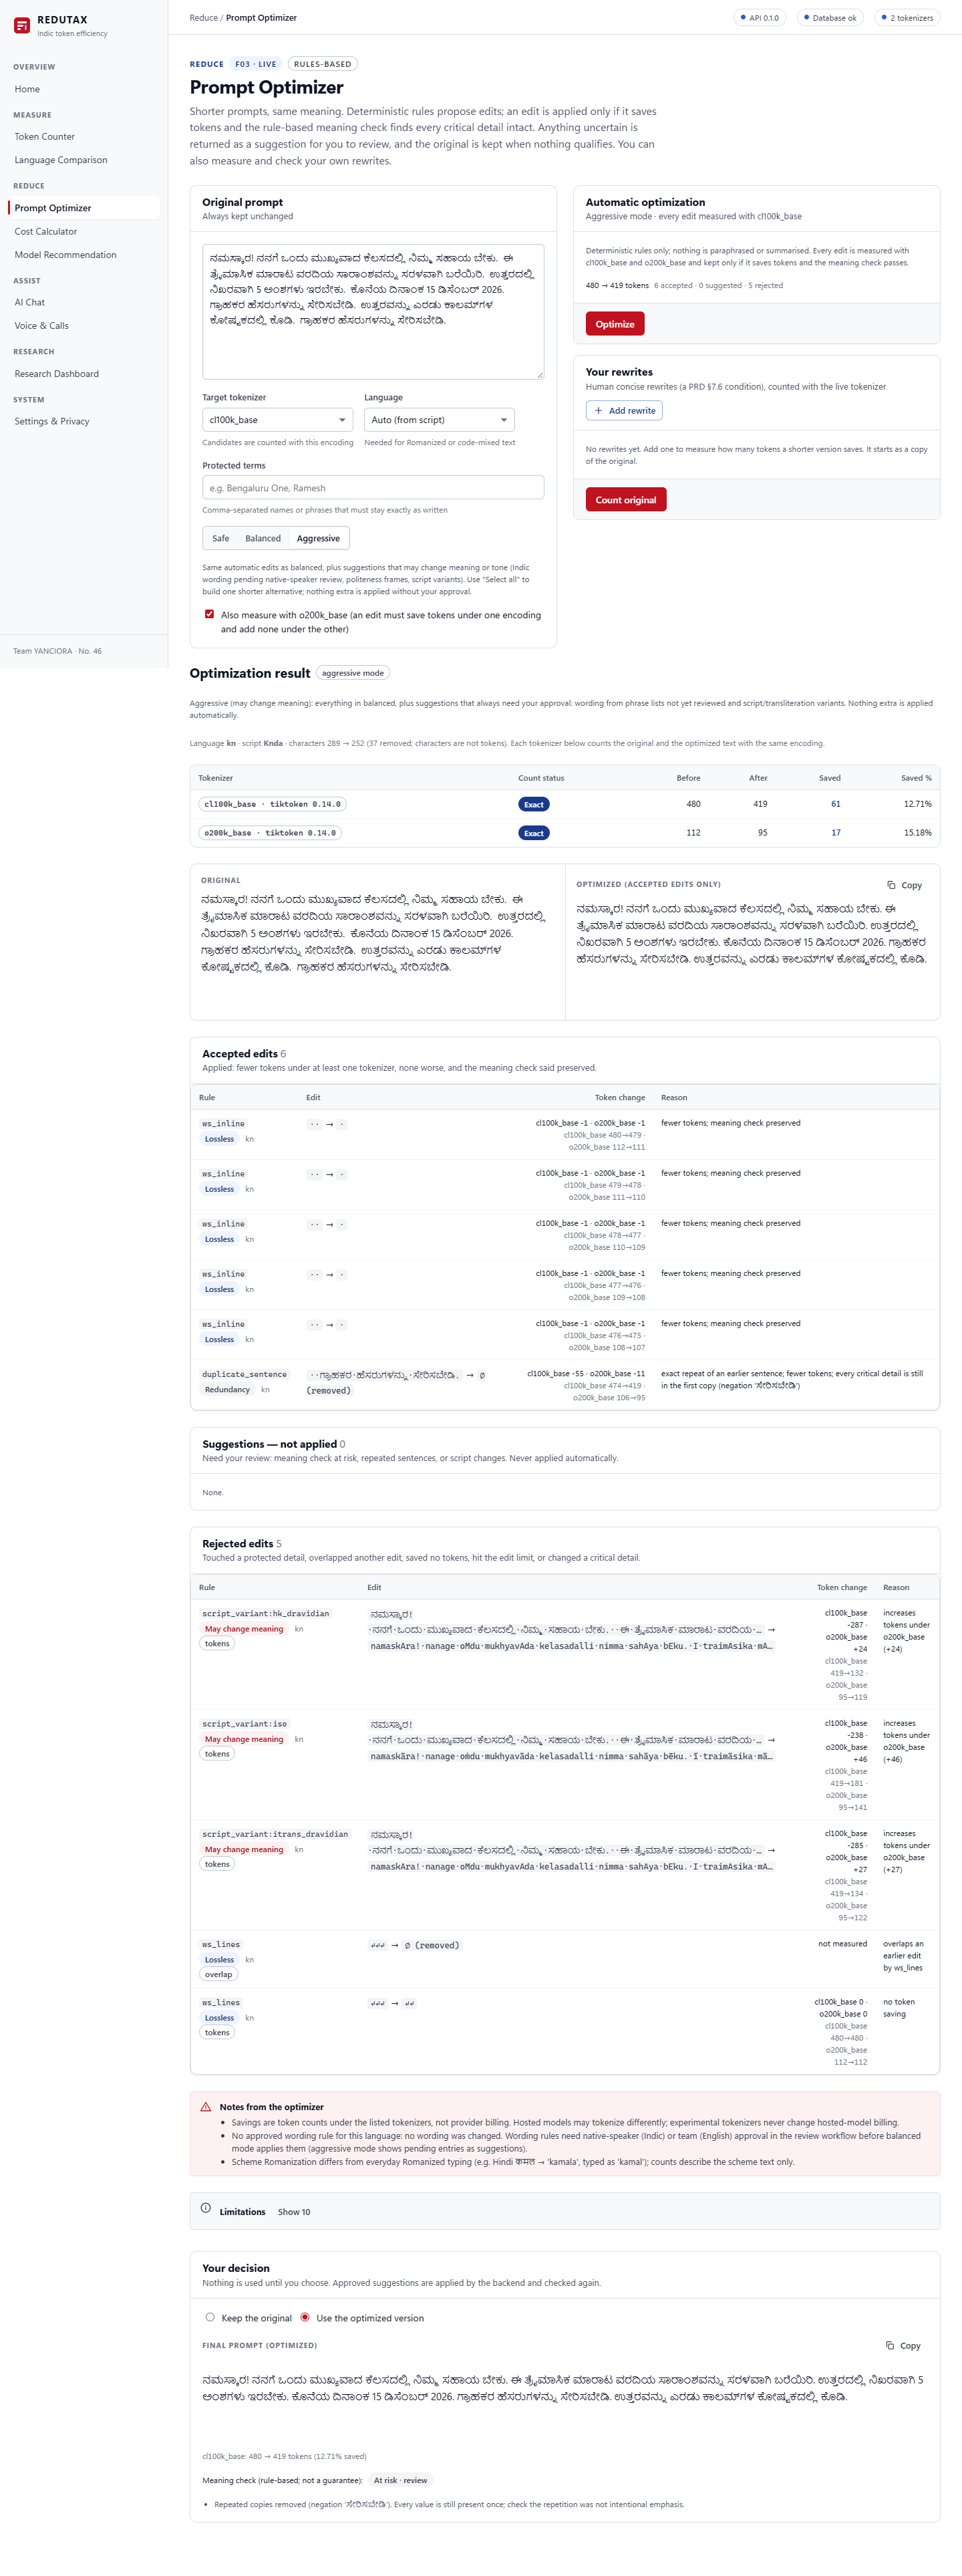 REDUTAX
Indic token efficiency
OVERVIEW
Home
MEASURE
Token Counter
Language Comparison
REDUCE
Prompt Optimizer
Cost Calculator
Model Recommendation
ASSIST
AI Chat
Voice & Calls
RESEARCH
Research Dashboard
SYSTEM
Settings & Privacy
Team YANCIORA · No. 46
Reduce / Prompt Optimizer
API 0.1.0
Database ok
2 tokenizers
REDUCE F03 · LIVE RULES-BASED
Prompt Optimizer
Shorter prompts, same meaning. Deterministic rules propose edits; an edit is applied only if it saves
tokens and the rule-based meaning check finds every critical detail intact. Anything uncertain is
returned as a suggestion for you to review, and the original is kept when nothing qualifies. You can
also measure and check your own rewrites.
Original prompt
Always kept unchanged
ನಮಸ್ಕಾರ! ನನಗೆ ಒಂದು ಮುಖ್ಯವಾದ ಕೆಲಸದಲ್ಲಿ ನಿಮ್ಮ ಸಹಾಯ ಬೇಕು.  ಈ
ತ್ರೈಮಾಸಿಕ ಮಾರಾಟ ವರದಿಯ ಸಾರಾಂಶವನ್ನು ಸರಳವಾಗಿ ಬರೆಯಿರಿ.  ಉತ್ತರದಲ್ಲಿ
ನಿಖರವಾಗಿ 5 ಅಂಶಗಳು ಇರಬೇಕು.  ಕೊನೆಯ ದಿನಾಂಕ 15 ಡಿಸೆಂಬರ್ 2026.
ಗ್ರಾಹಕರ ಹೆಸರುಗಳನ್ನು ಸೇರಿಸಬೇಡಿ.  ಉತ್ತರವನ್ನು ಎರಡು ಕಾಲಮ್‌ಗಳ
ಕೋಷ್ಟಕದಲ್ಲಿ ಕೊಡಿ.  ಗ್ರಾಹಕರ ಹೆಸರುಗಳನ್ನು ಸೇರಿಸಬೇಡಿ.
Target tokenizer
cl100k_base
Candidates are counted with this encoding
Language
Auto (from script)
Needed for Romanized or code-mixed text
Protected terms
e.g. Bengaluru One, Ramesh
Comma-separated names or phrases that must stay exactly as written
Safe Balanced Aggressive
Same automatic edits as balanced, plus suggestions that may change meaning or tone (Indic
wording pending native-speaker review, politeness frames, script variants). Use "Select all" to
build one shorter alternative; nothing extra is applied without your approval.
Also measure with o200k_base (an edit must save tokens under one encoding
and add none under the other)
Automatic optimization
Aggressive mode · every edit measured with cl100k_base
Deterministic rules only; nothing is paraphrased or summarised. Every edit is measured with
cl100k_base and o200k_base and kept only if it saves tokens and the meaning check passes.
480 → 419 tokens 6 accepted · 0 suggested · 5 rejected
Optimize
Your rewrites
Human concise rewrites (a PRD §7.6 condition), counted with the live tokenizer
+ Add rewrite
No rewrites yet. Add one to measure how many tokens a shorter version saves. It starts as a copy
of the original.
Count original
Optimization result aggressive mode
Aggressive (may change meaning): everything in balanced, plus suggestions that always need your approval: wording from phrase lists not yet reviewed and script/transliteration variants. Nothing extra is applied
automatically.
Language kn · script Knda · characters 289 → 252 (37 removed; characters are not tokens). Each tokenizer below counts the original and the optimized text with the same encoding.
Tokenizer Count status Before After Saved Saved %
cl100k_base · tiktoken 0.14.0 Exact 480 419 61 12.71%
o200k_base · tiktoken 0.14.0 Exact 112 95 17 15.18%
ORIGINAL
ನಮಸ್ಕಾರ! ನನಗೆ ಒಂದು ಮುಖ್ಯವಾದ ಕೆಲಸದಲ್ಲಿ ನಿಮ್ಮ ಸಹಾಯ ಬೇಕು.  ಈ
ತ್ರೈಮಾಸಿಕ ಮಾರಾಟ ವರದಿಯ ಸಾರಾಂಶವನ್ನು ಸರಳವಾಗಿ ಬರೆಯಿರಿ.  ಉತ್ತರದಲ್ಲಿ
ನಿಖರವಾಗಿ 5 ಅಂಶಗಳು ಇರಬೇಕು.  ಕೊನೆಯ ದಿನಾಂಕ 15 ಡಿಸೆಂಬರ್ 2026.
ಗ್ರಾಹಕರ ಹೆಸರುಗಳನ್ನು ಸೇರಿಸಬೇಡಿ.  ಉತ್ತರವನ್ನು ಎರಡು ಕಾಲಮ್‌ಗಳ
ಕೋಷ್ಟಕದಲ್ಲಿ ಕೊಡಿ.  ಗ್ರಾಹಕರ ಹೆಸರುಗಳನ್ನು ಸೇರಿಸಬೇಡಿ.
OPTIMIZED (ACCEPTED EDITS ONLY)
Copy
ನಮಸ್ಕಾರ! ನನಗೆ ಒಂದು ಮುಖ್ಯವಾದ ಕೆಲಸದಲ್ಲಿ ನಿಮ್ಮ ಸಹಾಯ ಬೇಕು. ಈ
ತ್ರೈಮಾಸಿಕ ಮಾರಾಟ ವರದಿಯ ಸಾರಾಂಶವನ್ನು ಸರಳವಾಗಿ ಬರೆಯಿರಿ. ಉತ್ತರದಲ್ಲಿ
ನಿಖರವಾಗಿ 5 ಅಂಶಗಳು ಇರಬೇಕು. ಕೊನೆಯ ದಿನಾಂಕ 15 ಡಿಸೆಂಬರ್ 2026. ಗ್ರಾಹಕರ
ಹೆಸರುಗಳನ್ನು ಸೇರಿಸಬೇಡಿ. ಉತ್ತರವನ್ನು ಎರಡು ಕಾಲಮ್‌ಗಳ ಕೋಷ್ಟಕದಲ್ಲಿ ಕೊಡಿ.
Accepted edits 6
Applied: fewer tokens under at least one tokenizer, none worse, and the meaning check said preserved.
Rule Edit Token change Reason
ws_inline ·· → · cl100k_base -1 · o200k_base -1 fewer tokens; meaning check preserved
Lossless kn cl100k_base 480→479 ·
o200k_base 112→111
ws_inline ·· → · cl100k_base -1 · o200k_base -1 fewer tokens; meaning check preserved
Lossless kn cl100k_base 479→478 ·
o200k_base 111→110
ws_inline ·· → · cl100k_base -1 · o200k_base -1 fewer tokens; meaning check preserved
Lossless kn cl100k_base 478→477 ·
o200k_base 110→109
ws_inline ·· → · cl100k_base -1 · o200k_base -1 fewer tokens; meaning check preserved
Lossless kn cl100k_base 477→476 ·
o200k_base 109→108
ws_inline ·· → · cl100k_base -1 · o200k_base -1 fewer tokens; meaning check preserved
Lossless kn cl100k_base 476→475 ·
o200k_base 108→107
duplicate_sentence ··ಗ್ರಾಹಕರ·ಹೆಸರುಗಳನ್ನು·ಸೇರಿಸಬೇಡಿ. → ∅ cl100k_base -55 · o200k_base -11 exact repeat of an earlier sentence; fewer tokens; every critical detail is still
Redundancy kn (removed) cl100k_base 474→419 · in the first copy (negation 'ಸೇರಿಸಬೇಡಿ')
o200k_base 106→95
Suggestions — not applied 0
Need your review: meaning check at risk, repeated sentences, or script changes. Never applied automatically.
None.
Rejected edits 5
Touched a protected detail, overlapped another edit, saved no tokens, hit the edit limit, or changed a critical detail.
Rule Edit Token change Reason
script_variant:hk_dravidian
May change meaning kn
tokens
ನಮಸ್ಕಾರ!
·ನನಗೆ·ಒಂದು·ಮುಖ್ಯವಾದ·ಕೆಲಸದಲ್ಲಿ·ನಿಮ್ಮ·ಸಹಾಯ·ಬೇಕು.··ಈ·ತ್ರೈಮಾಸಿಕ·ಮಾರಾಟ·ವರದಿಯ·… →
namaskAra!·nanage·oMdu·mukhyavAda·kelasadalli·nimma·sahAya·bEku.·I·traimAsika·mA…
cl100k_base
-287 ·
o200k_base
+24
cl100k_base
419→132 ·
o200k_base
95→119
increases
tokens under
o200k_base
(+24)
script_variant:iso
May change meaning kn
tokens
ನಮಸ್ಕಾರ!
·ನನಗೆ·ಒಂದು·ಮುಖ್ಯವಾದ·ಕೆಲಸದಲ್ಲಿ·ನಿಮ್ಮ·ಸಹಾಯ·ಬೇಕು.··ಈ·ತ್ರೈಮಾಸಿಕ·ಮಾರಾಟ·ವರದಿಯ·… →
namaskāra!·nanage·oṁdu·mukhyavāda·kelasadalli·nimma·sahāya·bēku.·ī·traimāsika·mā…
cl100k_base
-238 ·
o200k_base
+46
cl100k_base
419→181 ·
o200k_base
95→141
increases
tokens under
o200k_base
(+46)
script_variant:itrans_dravidian
May change meaning kn
tokens
ನಮಸ್ಕಾರ!
·ನನಗೆ·ಒಂದು·ಮುಖ್ಯವಾದ·ಕೆಲಸದಲ್ಲಿ·ನಿಮ್ಮ·ಸಹಾಯ·ಬೇಕು.··ಈ·ತ್ರೈಮಾಸಿಕ·ಮಾರಾಟ·ವರದಿಯ·… →
namaskAra!·nanage·oMdu·mukhyavAda·kelasadalli·nimma·sahAya·bEku.·I·traimAsika·mA…
cl100k_base
-285 ·
o200k_base
+27
cl100k_base
419→134 ·
o200k_base
95→122
increases
tokens under
o200k_base
(+27)
ws_lines
Lossless kn
overlap
↲↲↲ → ∅ (removed)
not measured
overlaps an
earlier edit
by ws_lines
ws_lines
Lossless kn
tokens
↲↲↲ → ↲↲
cl100k_base 0 ·
o200k_base 0
cl100k_base
480→480 ·
o200k_base
112→112
no token
saving
Notes from the optimizer
• Savings are token counts under the listed tokenizers, not provider billing. Hosted models may tokenize differently; experimental tokenizers never change hosted-model billing.
• No approved wording rule for this language: no wording was changed. Wording rules need native-speaker (Indic) or team (English) approval in the review workflow before balanced
mode applies them (aggressive mode shows pending entries as suggestions).
• Scheme Romanization differs from everyday Romanized typing (e.g. Hindi कमल → 'kamala', typed as 'kamal'); counts describe the scheme text only.
Limitations Show 10
Your decision
Nothing is used until you choose. Approved suggestions are applied by the backend and checked again.
Keep the original Use the optimized version
FINAL PROMPT (OPTIMIZED)
Copy
ನಮಸ್ಕಾರ! ನನಗೆ ಒಂದು ಮುಖ್ಯವಾದ ಕೆಲಸದಲ್ಲಿ ನಿಮ್ಮ ಸಹಾಯ ಬೇಕು. ಈ ತ್ರೈಮಾಸಿಕ ಮಾರಾಟ ವರದಿಯ ಸಾರಾಂಶವನ್ನು ಸರಳವಾಗಿ ಬರೆಯಿರಿ. ಉತ್ತರದಲ್ಲಿ ನಿಖರವಾಗಿ 5
ಅಂಶಗಳು ಇರಬೇಕು. ಕೊನೆಯ ದಿನಾಂಕ 15 ಡಿಸೆಂಬರ್ 2026. ಗ್ರಾಹಕರ ಹೆಸರುಗಳನ್ನು ಸೇರಿಸಬೇಡಿ. ಉತ್ತರವನ್ನು ಎರಡು ಕಾಲಮ್‌ಗಳ ಕೋಷ್ಟಕದಲ್ಲಿ ಕೊಡಿ.
cl100k_base: 480 → 419 tokens (12.71% saved)
Meaning check (rule-based; not a guarantee): At risk · review
• Repeated copies removed (negation 'ಸೇರಿಸಬೇಡಿ'). Every value is still present once; check the repetition was not intentional emphasis.